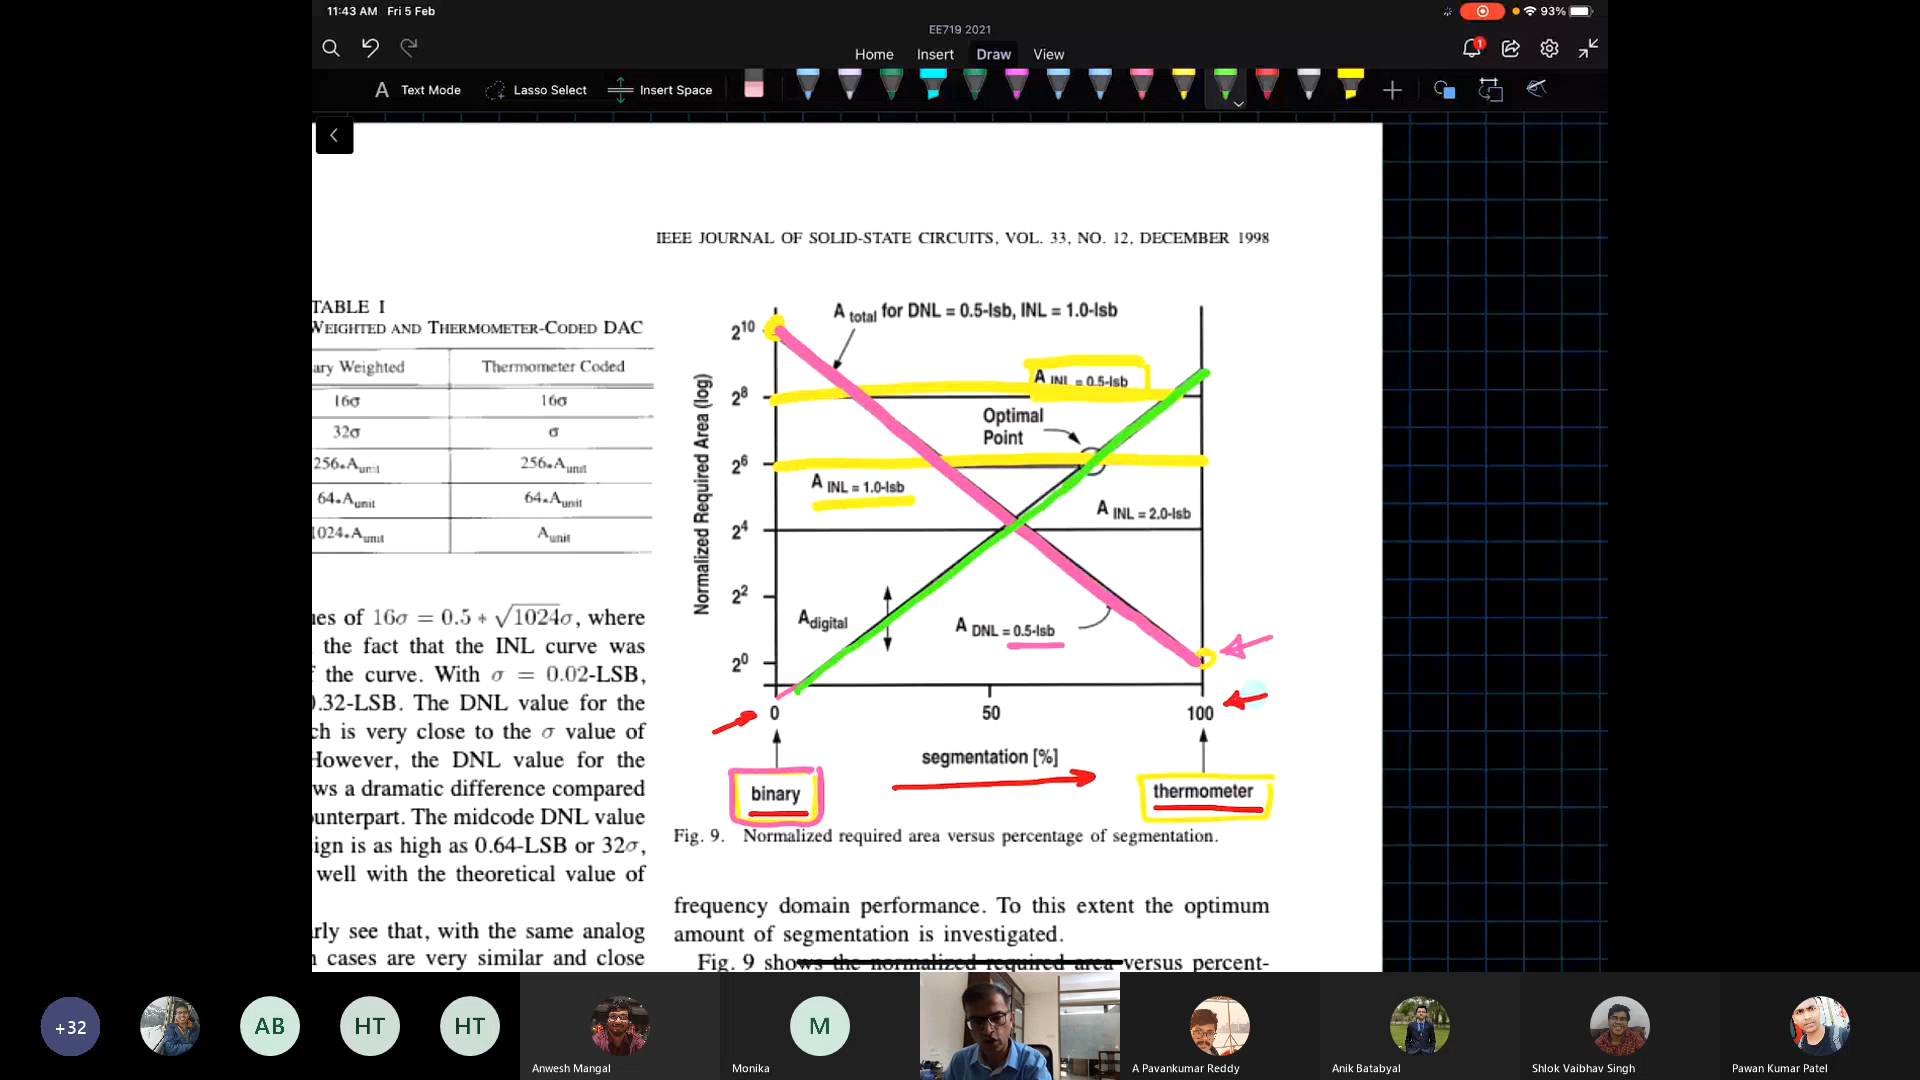 11:43 AM Fri 5 Feb
93%
EE719 2021
Home Insert Draw View
1
A Text Mode Lasso Select Insert Space
IEEE JOURNAL OF SOLID-STATE CIRCUITS, VOL. 33, NO. 12, DECEMBER 1998
TABLE I
WEIGHTED AND THERMOMETER-CODED DAC
ary Weighted Thermometer Coded
16σ 16σ
32σ σ
256*Aunit 256*Aunit
64*Aunit 64*Aunit
1024*Aunit Aunit
ues of 16σ = 0.5 * √1024σ, where
the fact that the INL curve was
the curve. With σ = 0.02-LSB,
0.32-LSB. The DNL value for the
ch is very close to the σ value of
However, the DNL value for the
ws a dramatic difference compared
ounterpart. The midcode DNL value
ign is as high as 0.64-LSB or 32σ,
well with the theoretical value of
arly see that, with the same analog
cases are very similar and close
A total for DNL = 0.5-lsb, INL = 1.0-lsb
2^10
A INL = 0.5-lsb
2^8
Optimal
Point
2^6
A INL = 1.0-lsb
A INL = 2.0-lsb
2^4
2^2
Adigital
A DNL = 0.5-lsb
2^0
Normalized Required Area (log)
0 50 100
segmentation [%]
binary thermometer
Fig. 9. Normalized required area versus percentage of segmentation.
frequency domain performance. To this extent the optimum
amount of segmentation is investigated.
Fig. 9 shows the normalized required area versus percent-
+32
AB
HT
HT
Anwesh Mangal
M
Monika
A Pavankumar Reddy
Anik Batabyal
Shlok Vaibhav Singh
Pawan Kumar Patel